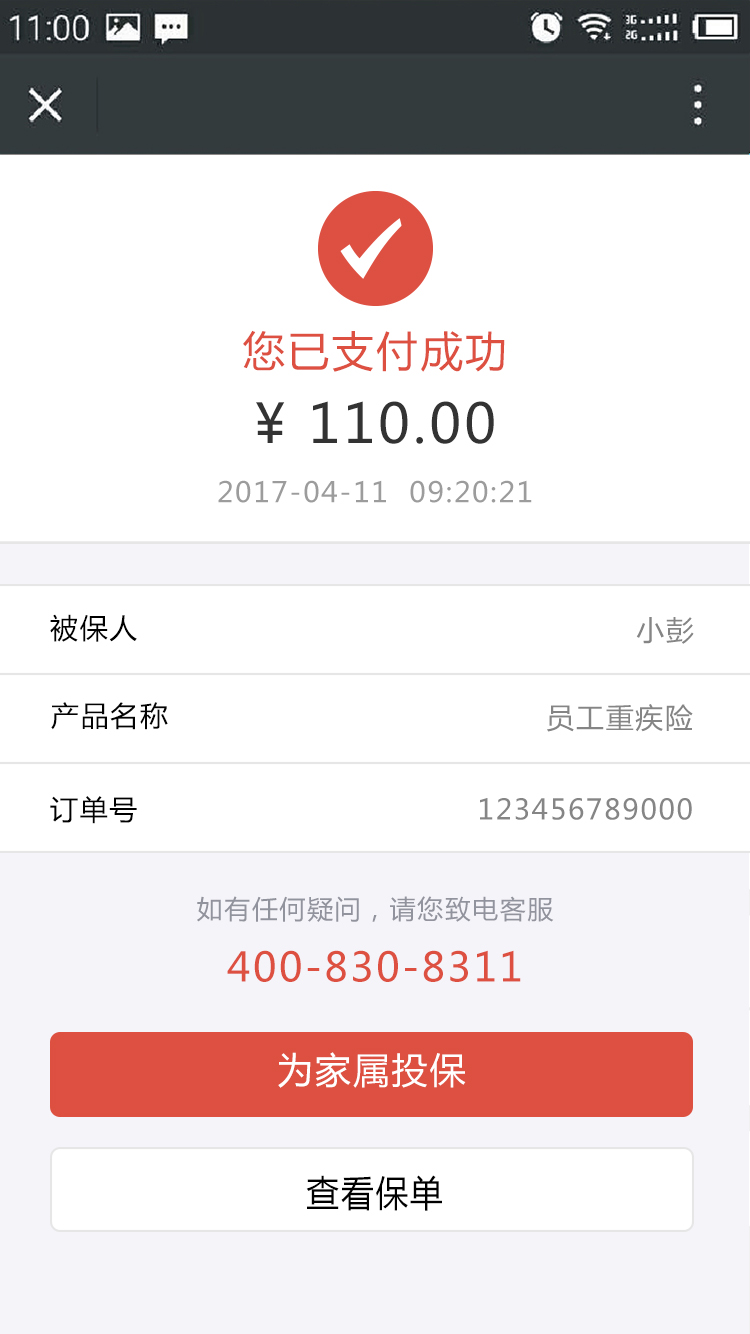 11:00
3G
2G
您已支付成功
¥ 110.00
2017-04-11 09:20:21
被保人 小彭
产品名称 员工重疾险
订单号 123456789000
如有任何疑问，请您致电客服
400-830-8311
为家属投保
查看保单